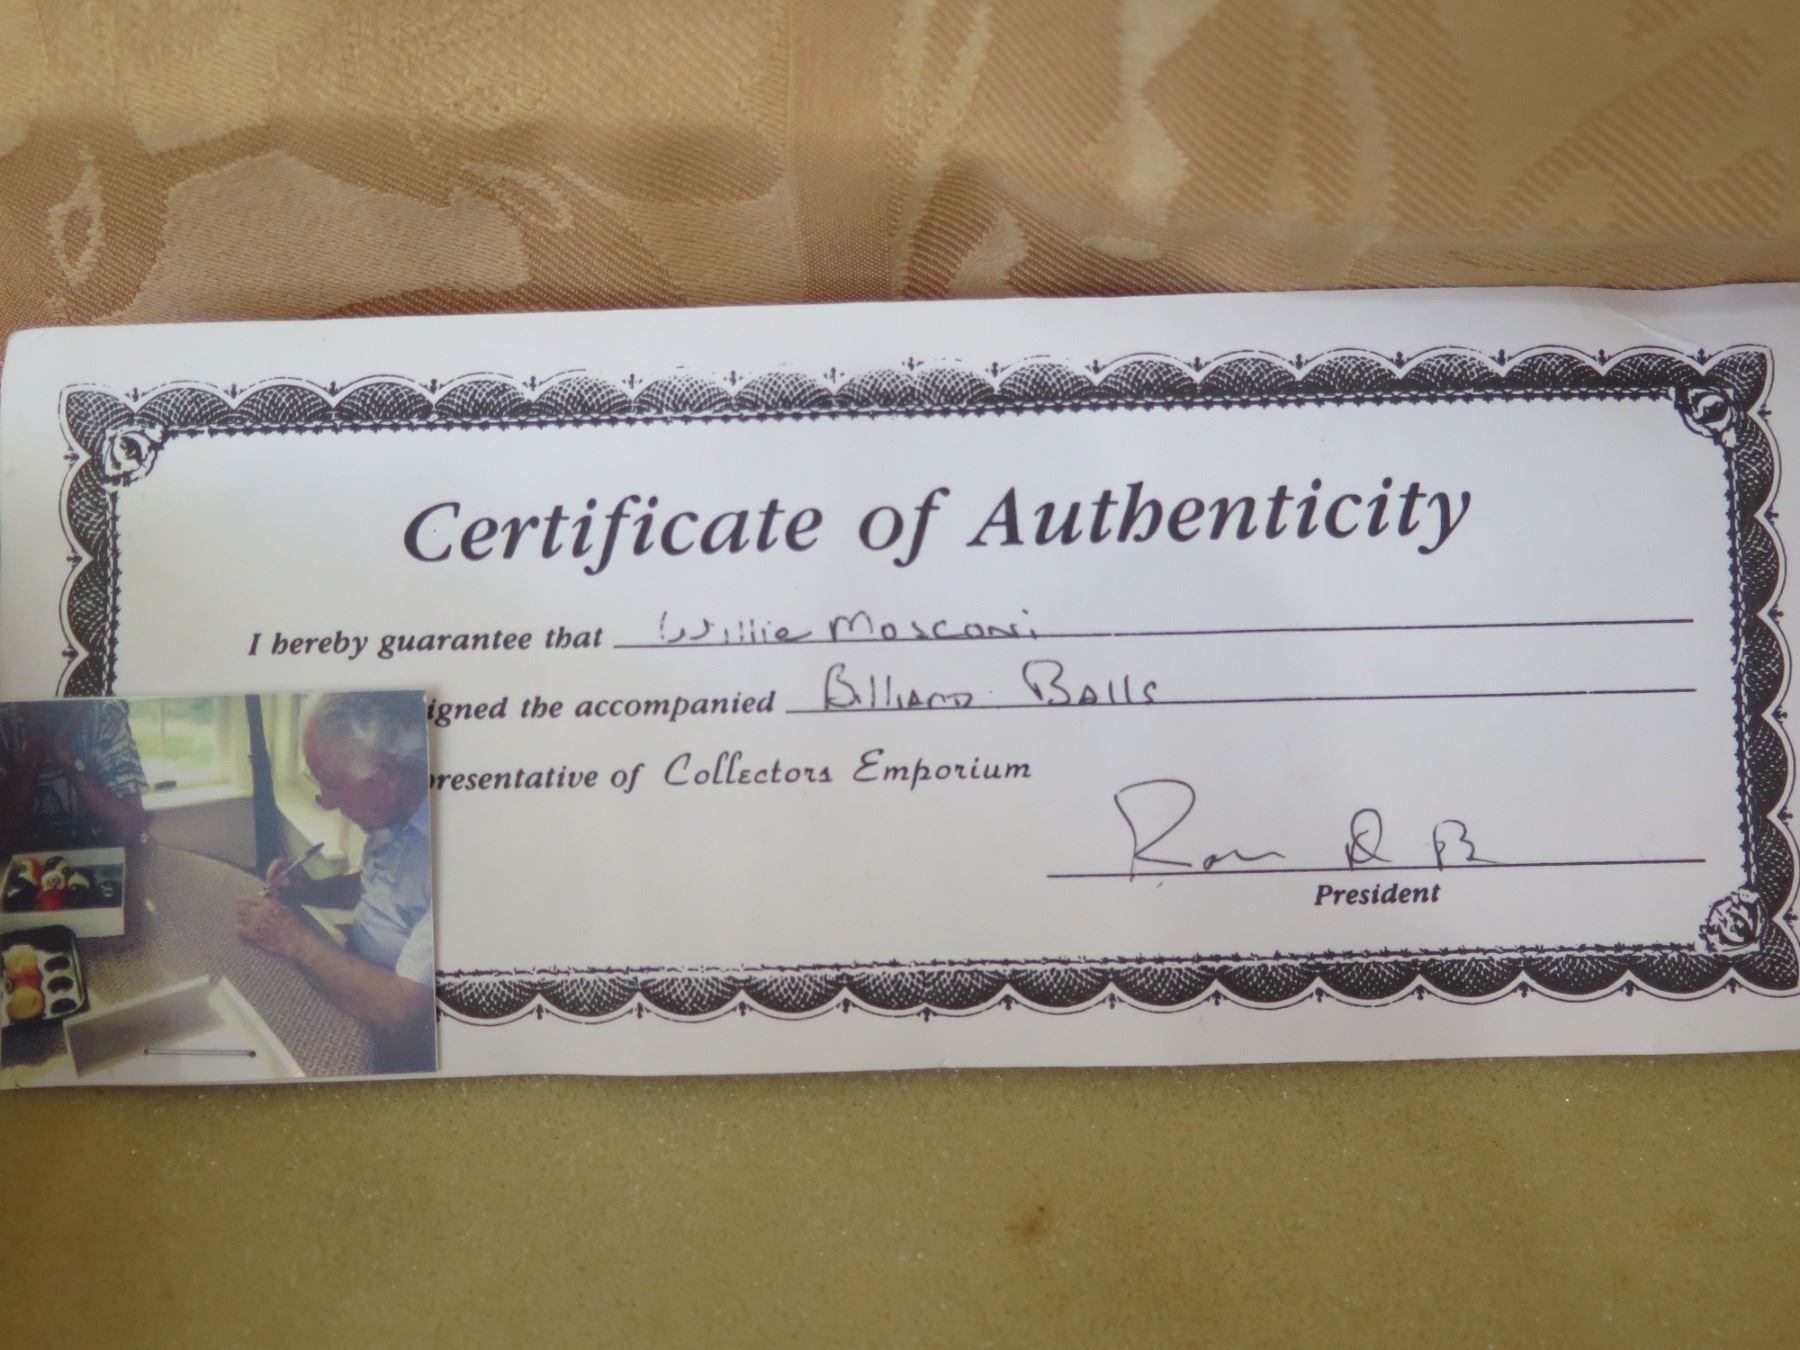 Certificate of Authenticity
I hereby guarantee that Willie Mosconi
igned the accompanied Billiard Balls
presentative of Collectors Emporium
President